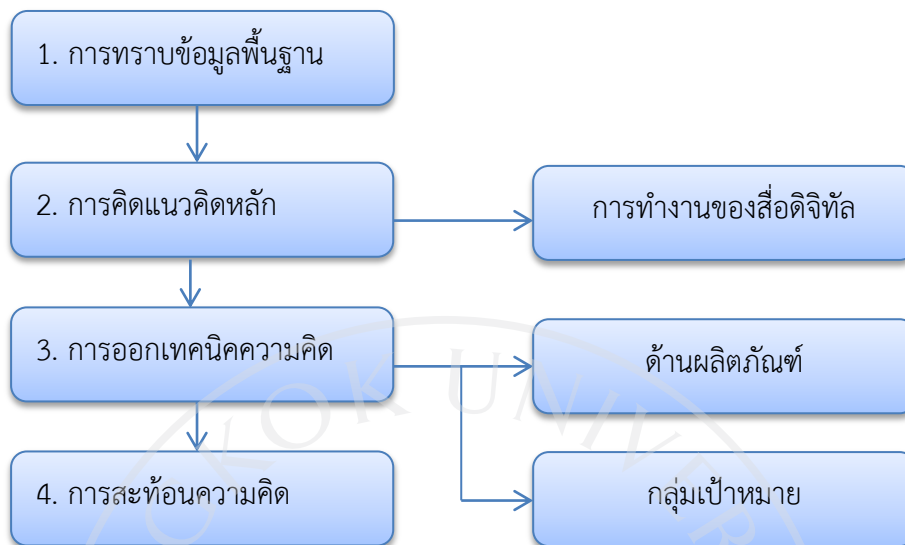 1. การทราบข้อมูลพื้นฐาน
2. การคิดแนวคิดหลัก
การทำงานของสื่อดิจิทัล
3. การออกเทคนิคความคิด
ด้านผลิตภัณฑ์
4. การสะท้อนความคิด
กลุ่มเป้าหมาย
OKOK UNIVER